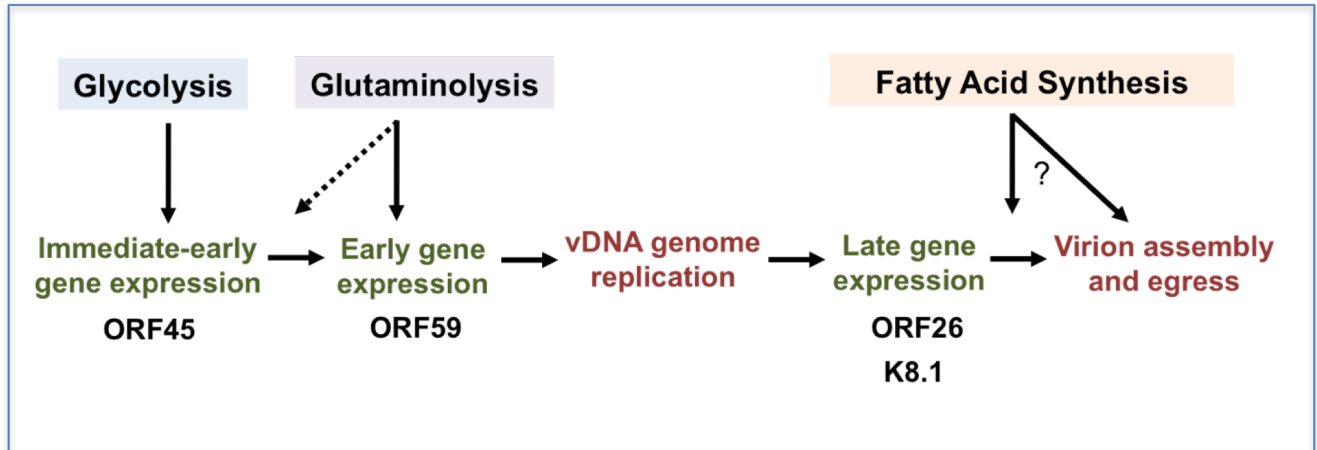 Glycolysis
Glutaminolysis
Fatty Acid Synthesis
?
Immediate-early
gene expression
ORF45
Early gene
expression
ORF59
vDNA genome
replication
Late gene
expression
ORF26
K8.1
Virion assembly
and egress